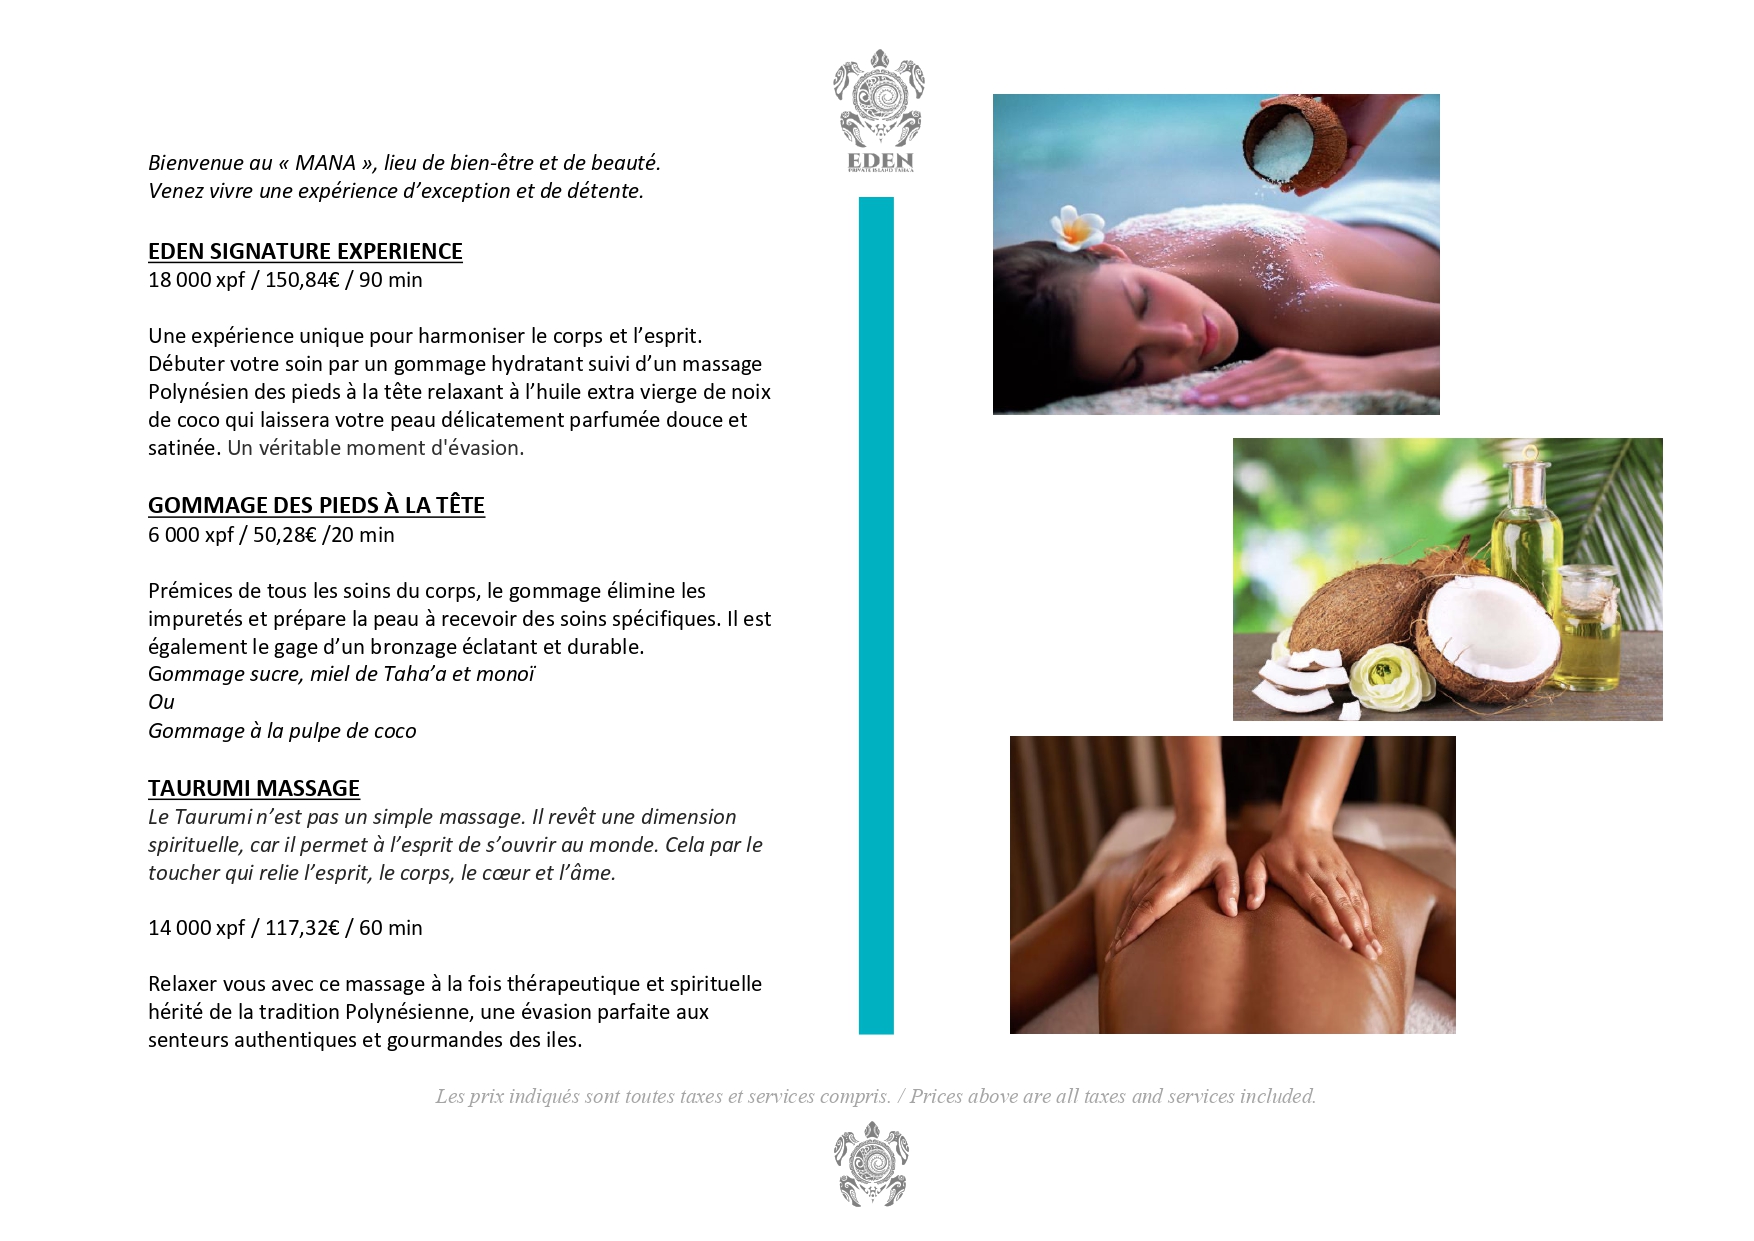 EDEN
PRIVATE ISLAND TAHA'A
Bienvenue au « MANA », lieu de bien-être et de beauté.
Venez vivre une expérience d’exception et de détente.
EDEN SIGNATURE EXPERIENCE
18 000 xpf / 150,84€ / 90 min
Une expérience unique pour harmoniser le corps et l’esprit.
Débuter votre soin par un gommage hydratant suivi d’un massage
Polynésien des pieds à la tête relaxant à l’huile extra vierge de noix
de coco qui laissera votre peau délicatement parfumée douce et
satinée. Un véritable moment d'évasion.
GOMMAGE DES PIEDS À LA TÊTE
6 000 xpf / 50,28€ /20 min
Prémices de tous les soins du corps, le gommage élimine les
impuretés et prépare la peau à recevoir des soins spécifiques. Il est
également le gage d’un bronzage éclatant et durable.
Gommage sucre, miel de Taha’a et monoï
Ou
Gommage à la pulpe de coco
TAURUMI MASSAGE
Le Taurumi n’est pas un simple massage. Il revêt une dimension
spirituelle, car il permet à l’esprit de s’ouvrir au monde. Cela par le
toucher qui relie l’esprit, le corps, le cœur et l’âme.
14 000 xpf / 117,32€ / 60 min
Relaxer vous avec ce massage à la fois thérapeutique et spirituelle
hérité de la tradition Polynésienne, une évasion parfaite aux
senteurs authentiques et gourmandes des iles.
Les prix indiqués sont toutes taxes et services compris. / Prices above are all taxes and services included.